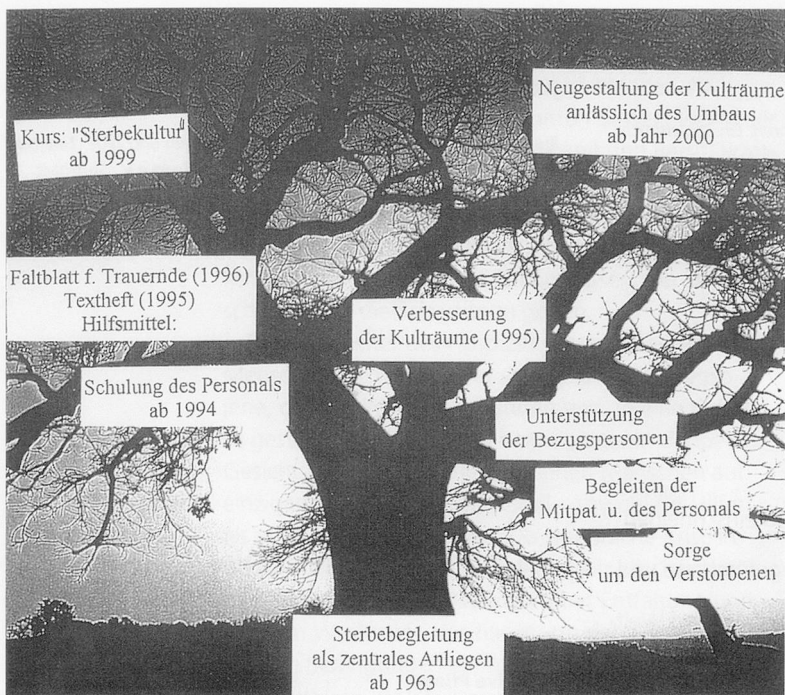 Neugestaltung der Kulträume
anlässlich des Umbaus
ab Jahr 2000
Kurs: "Sterbekultur"
ab 1999
Faltblatt f. Trauernde (1996)
Textheft (1995)
Hilfsmittel:
Verbesserung
der Kulträume (1995)
Schulung des Personals
ab 1994
Unterstützung
der Bezugspersonen
Begleiten der
Mitpat. u. des Personals
Sorge
um den Verstorbenen
Sterbebegleitung
als zentrales Anliegen
ab 1963